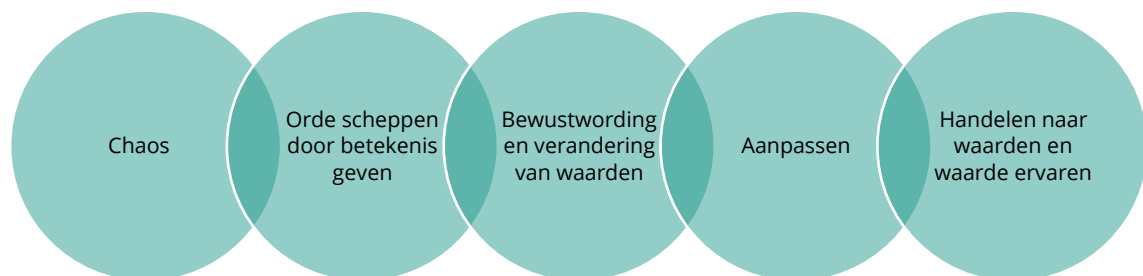 Chaos
Orde scheppen
door betekenis
geven
Bewustwording
en verandering
van waarden
Aanpassen
Handelen naar
waarden en
waarde ervaren